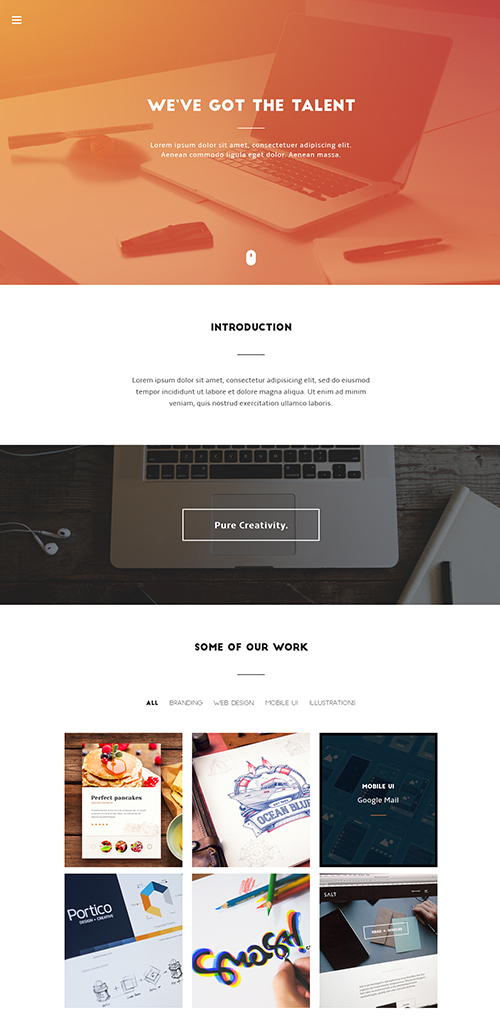 WE'VE GOT THE TALENT
Lorem ipsum dolor sit amet, consectetuer adipiscing elit.
Aenean commodo ligula eget dolor. Aenean massa.
INTRODUCTION
Lorem ipsum dolor sit amet, consectetur adipisicing elit, sed do eiusmod
tempor incididunt ut labore et dolore magna aliqua. Ut enim ad minim
veniam, quis nostrud exercitation ullamco laboris.
Pure Creativity.
SOME OF OUR WORK
ALL BRANDING WEB DESIGN MOBILE UI ILLUSTRATIONS
Perfect pancakes
OCEAN BLUE
MOBILE UI
Google Mail
Portico
DESIGN + CREATIVE
Smash!
SALT